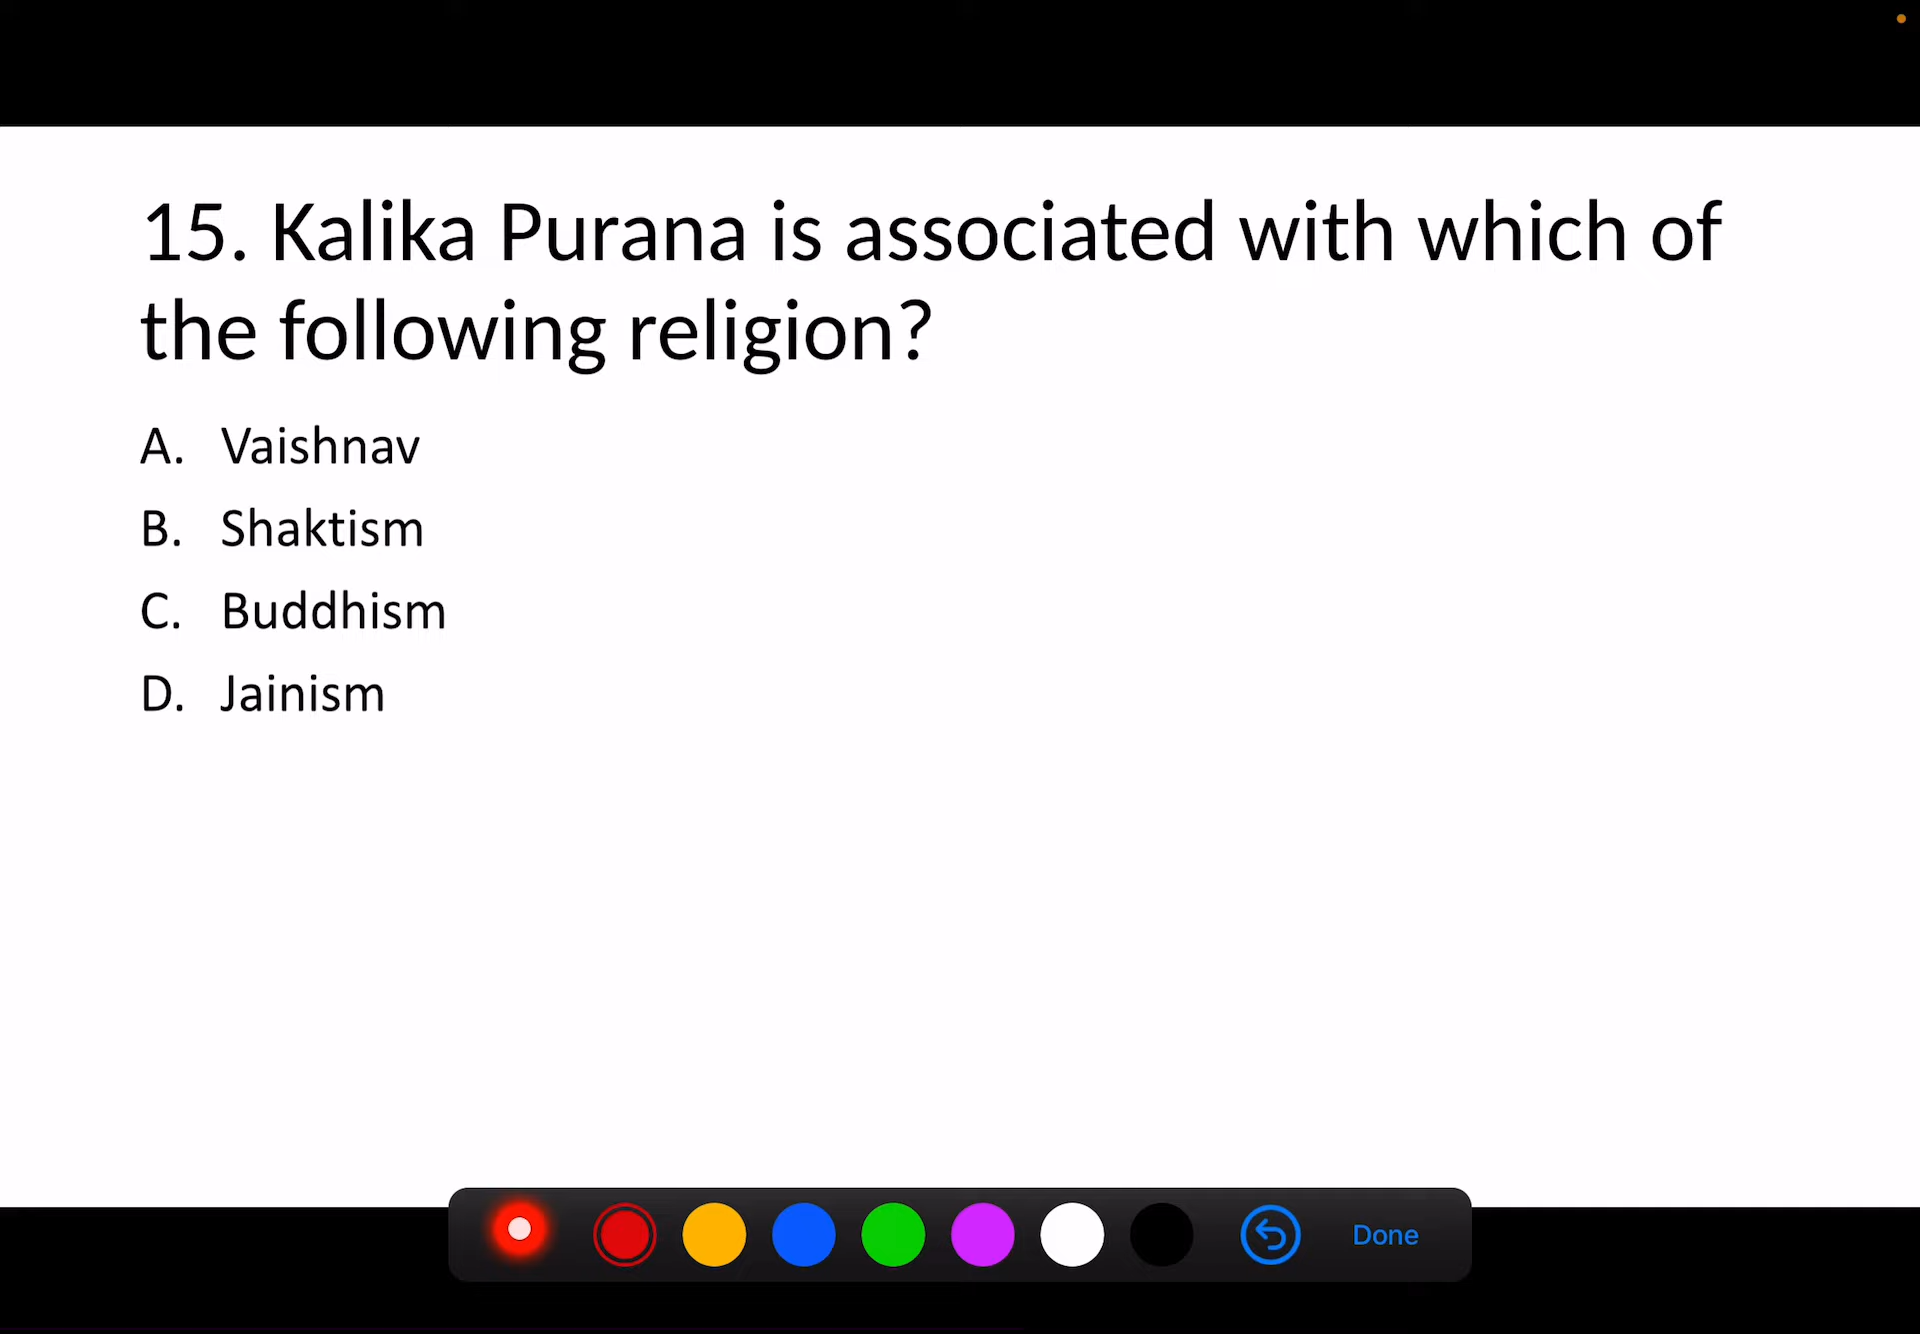 15. Kalika Purana is associated with which of
the following religion?
A. Vaishnav
B. Shaktism
C. Buddhism
D. Jainism
Done